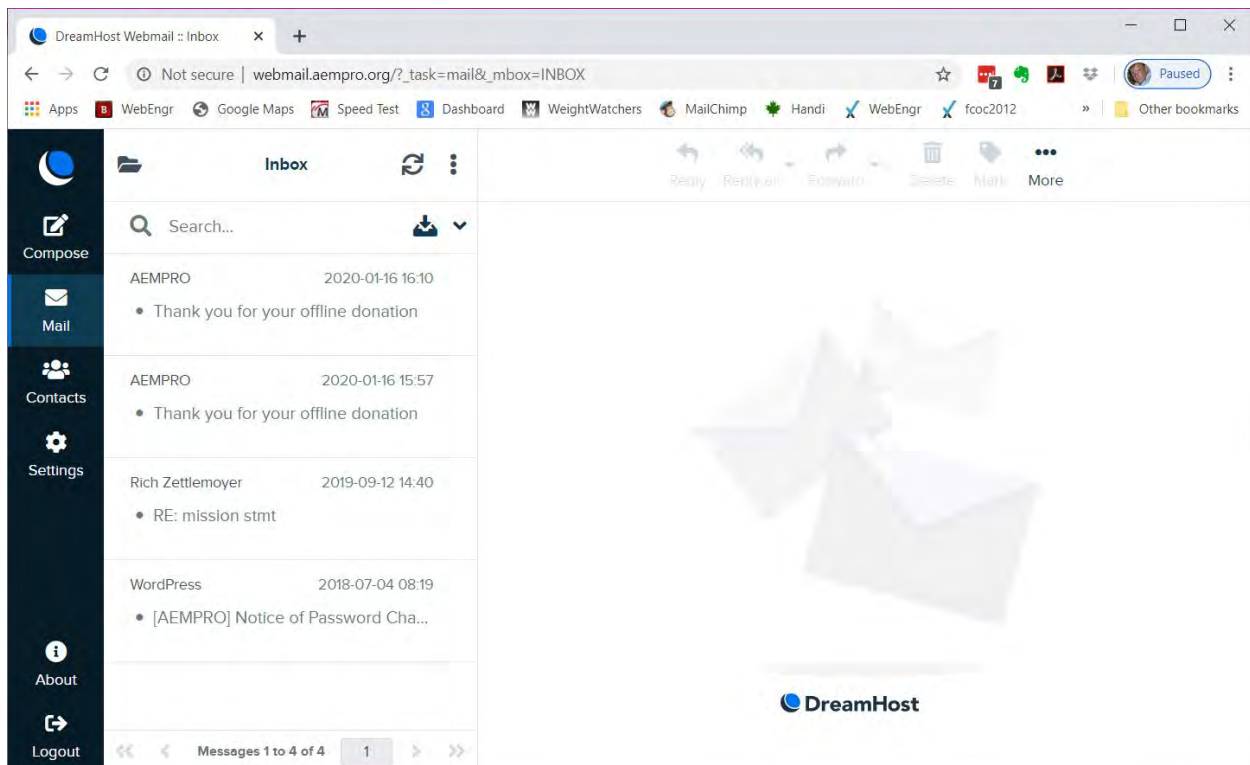 DreamHost Webmail :: Inbox
Not secure | webmail.aempro.org/?_task=mail&_mbox=INBOX
7
Paused
Apps B WebEngr Google Maps Speed Test 8 Dashboard WeightWatchers MailChimp Handi WebEngr fcoc2012 » Other bookmarks
Inbox
Reply Reply all Forward Delete Mark More
Search...
Compose
Mail
Contacts
Settings
About
Logout
AEMPRO 2020-01-16 16:10
• Thank you for your offline donation
AEMPRO 2020-01-16 15:57
• Thank you for your offline donation
Rich Zettlemoyer 2019-09-12 14:40
• RE: mission stmt
WordPress 2018-07-04 08:19
• [AEMPRO] Notice of Password Cha...
Messages 1 to 4 of 4 1
DreamHost